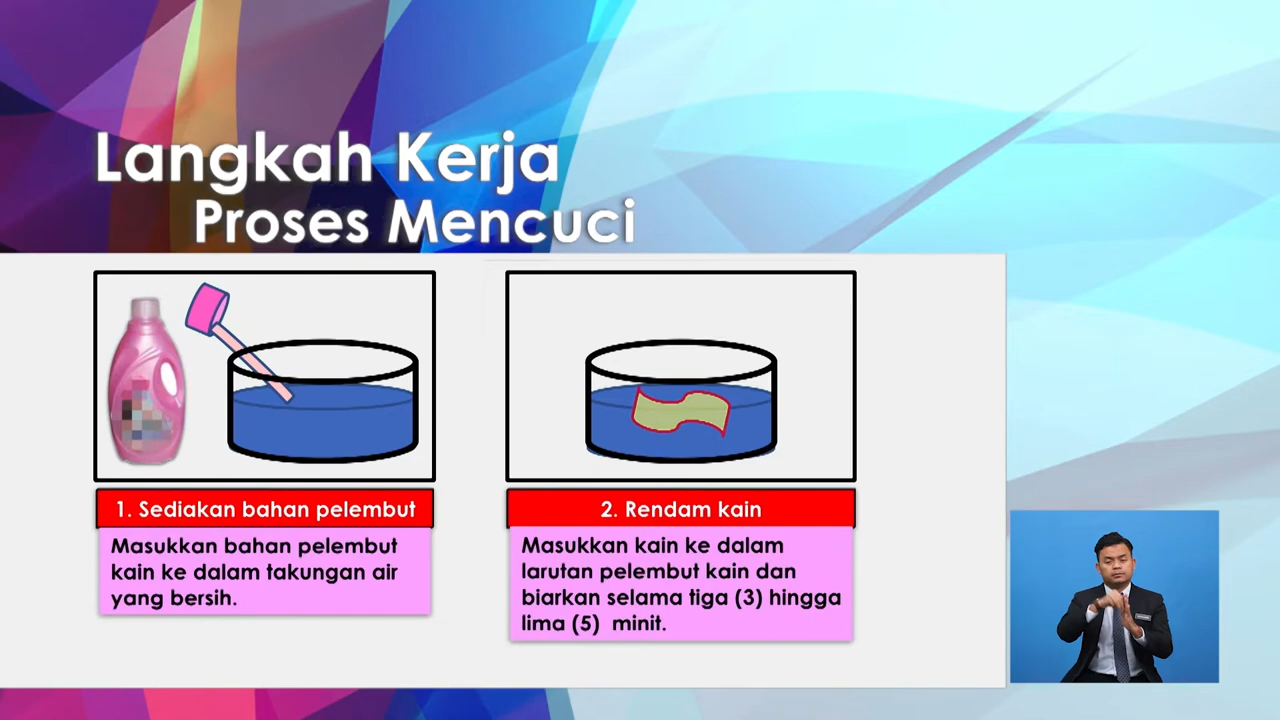 Langkah Kerja
Proses Mencuci
1. Sediakan bahan pelembut
Masukkan bahan pelembut
kain ke dalam takungan air
yang bersih.
2. Rendam kain
Masukkan kain ke dalam
larutan pelembut kain dan
biarkan selama tiga (3) hingga
lima (5) minit.